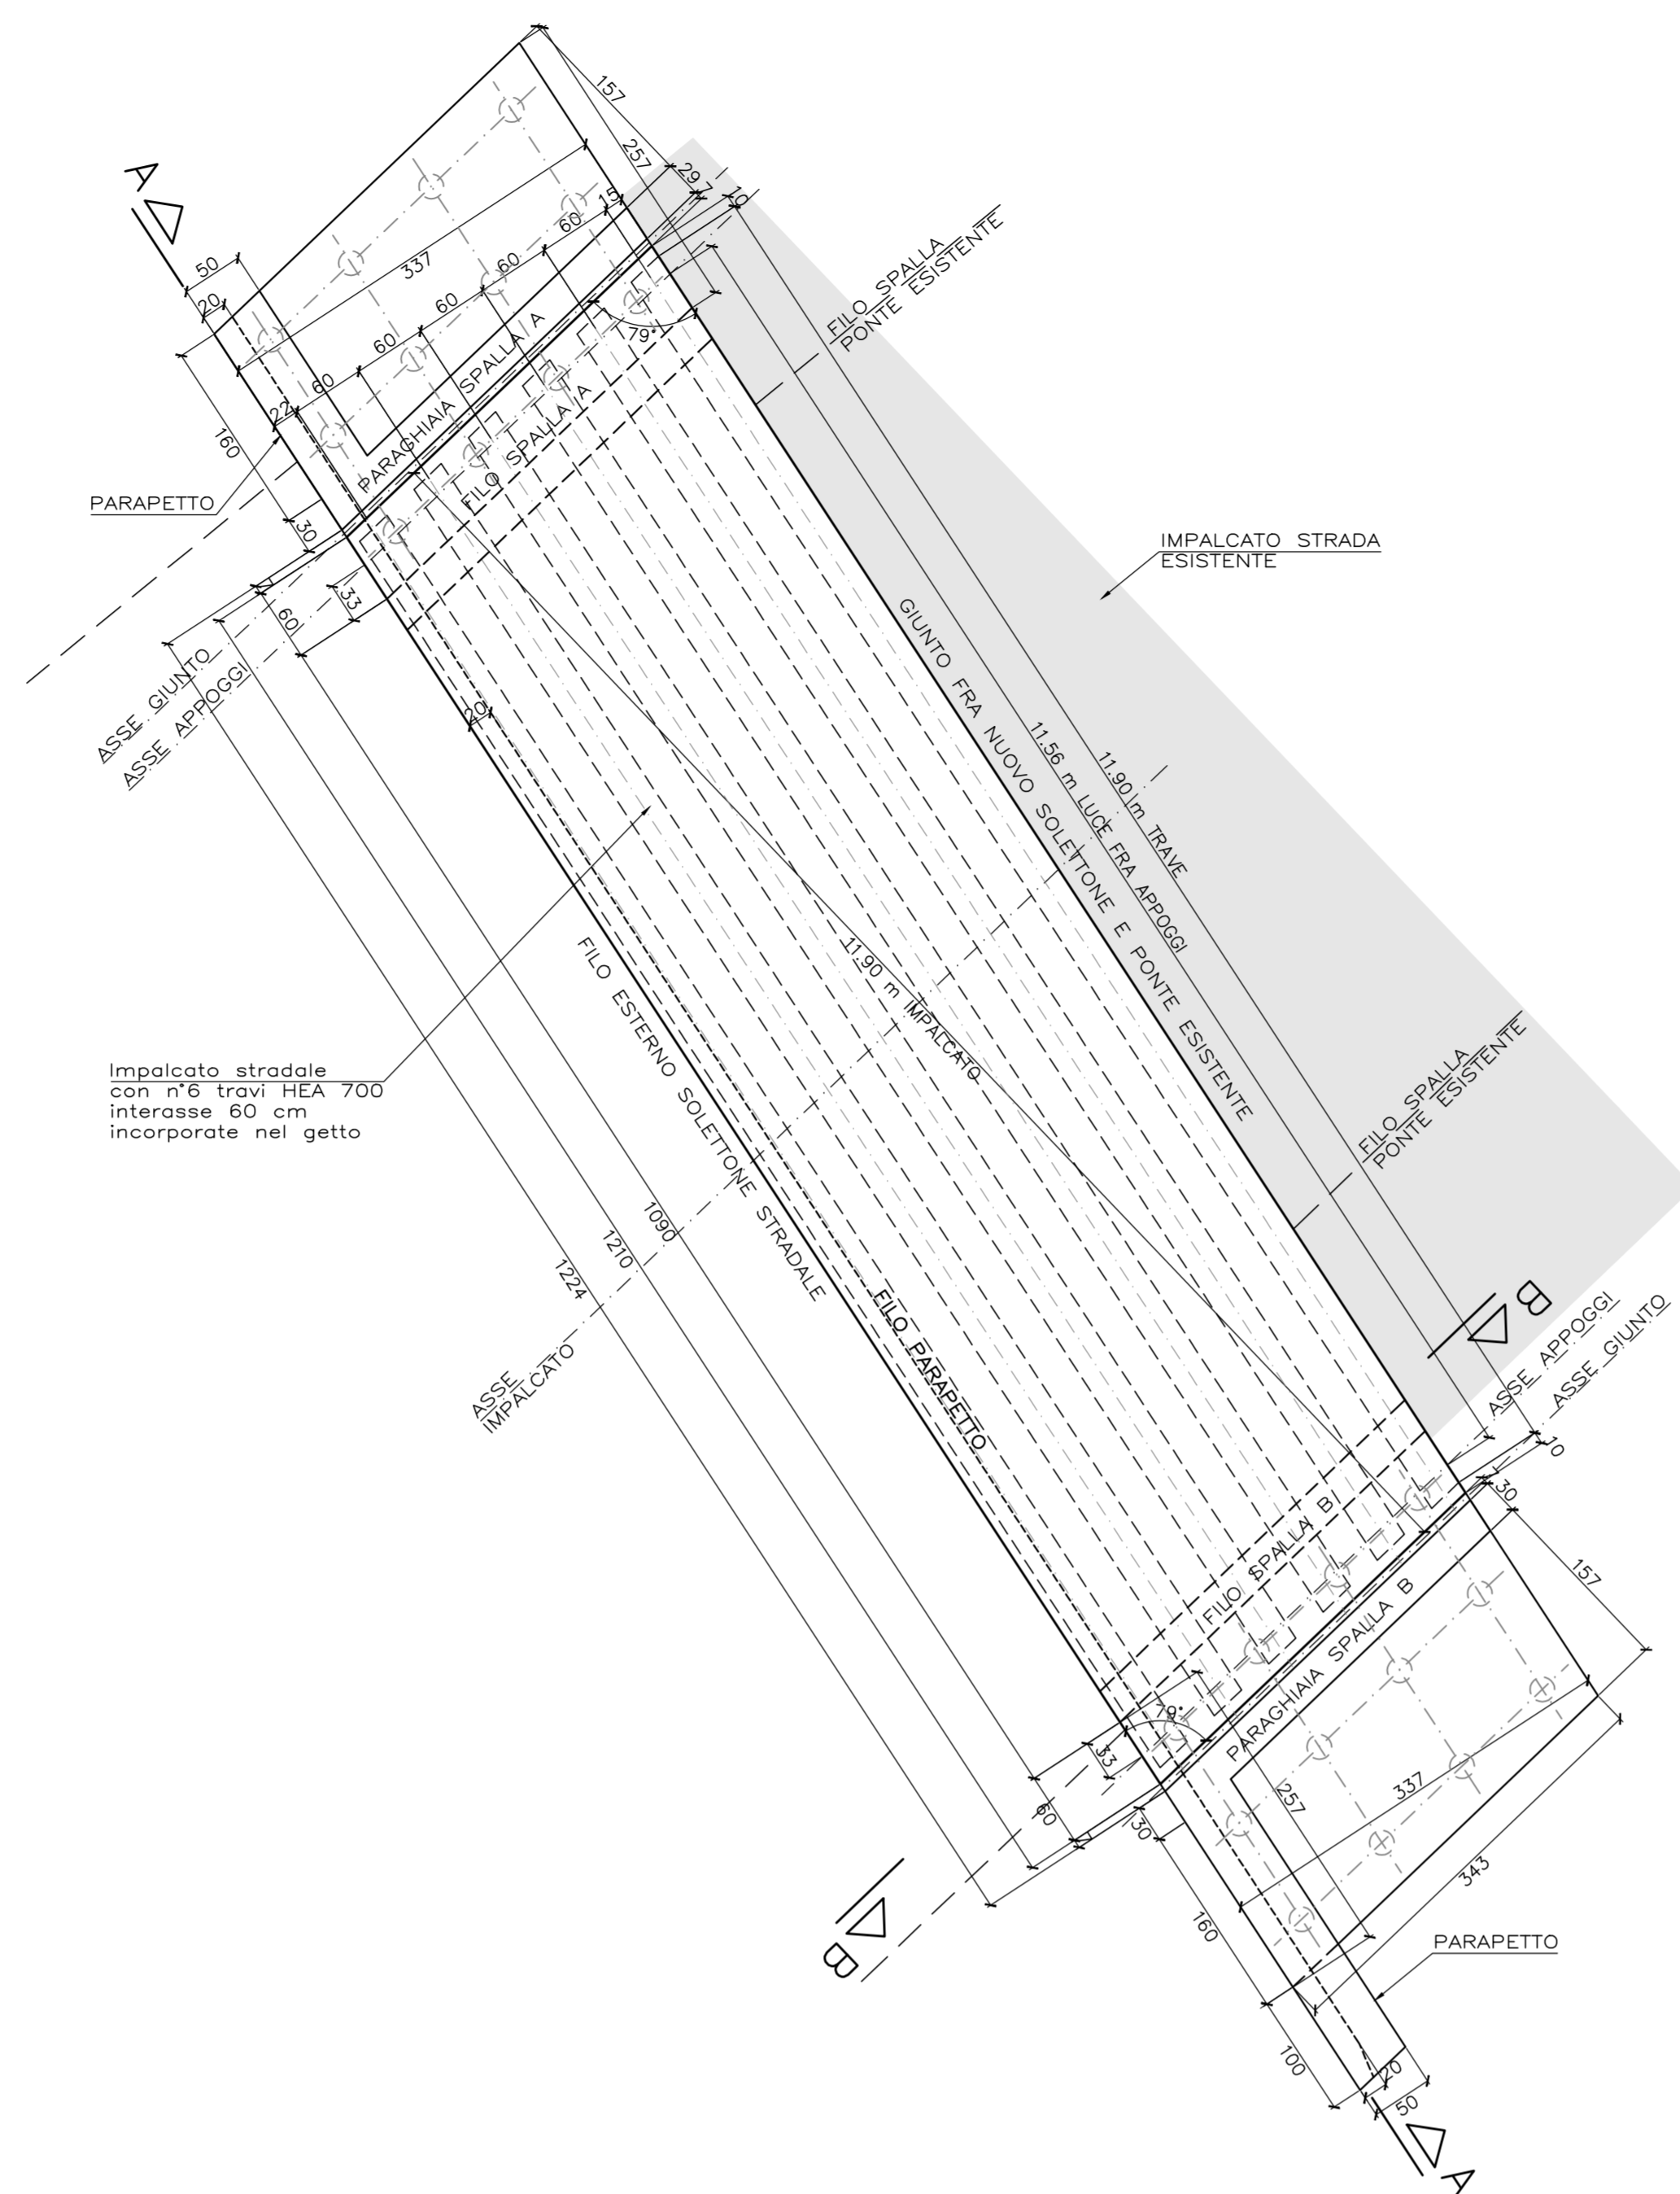 157
257
29.7
10
A
15
60
60
60
60
60
22
50
20
337
160
30
79°
PARAGHIAIA SPALLA A
FILO SPALLA A
FILO SPALLA
PONTE ESISTENTE
PARAPETTO
IMPALCATO STRADA
ESISTENTE
33
60
ASSE GIUNTO
ASSE APPOGGI
20
GIUNTO FRA NUOVO SOLETTONE E PONTE ESISTENTE
11.56 m LUCE FRA APPOGGI
11.90 m TRAVE
11.90 m IMPALCATO
FILO ESTERNO SOLETTONE STRADALE
FILO PARAPETTO
Impalcato stradale
con n°6 travi HEA 700
interasse 60 cm
incorporate nel getto
FILO SPALLA
PONTE ESISTENTE
1090
1210
1224
ASSE
IMPALCATO
B
ASSE APPOGGI
ASSE GIUNTO
10
30
157
FILO SPALLA B
PARAGHIAIA SPALLA B
79°
33
60
30
257
337
343
160
B
PARAPETTO
100
20
50
A